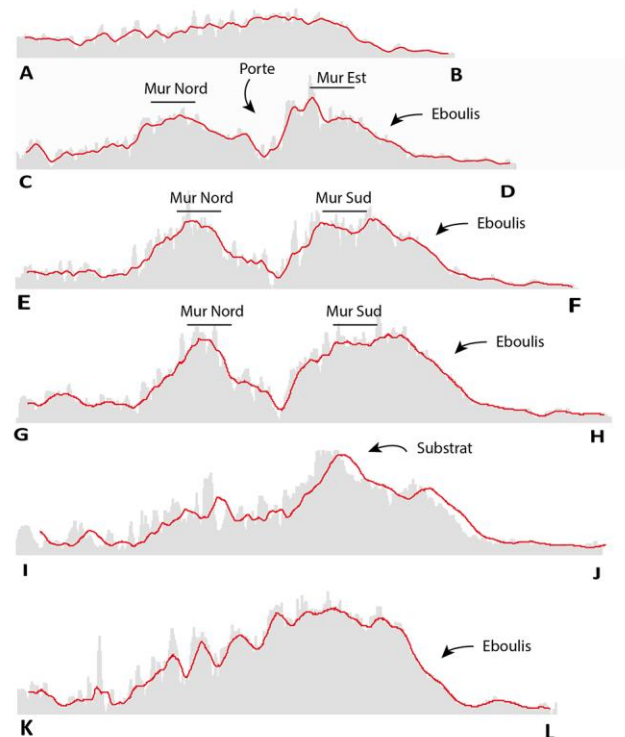 A
B
Porte
Mur Nord
Mur Est
Eboulis
C
D
Mur Nord
Mur Sud
Eboulis
E
F
Mur Nord
Mur Sud
Eboulis
G
H
Substrat
I
J
Eboulis
K
L